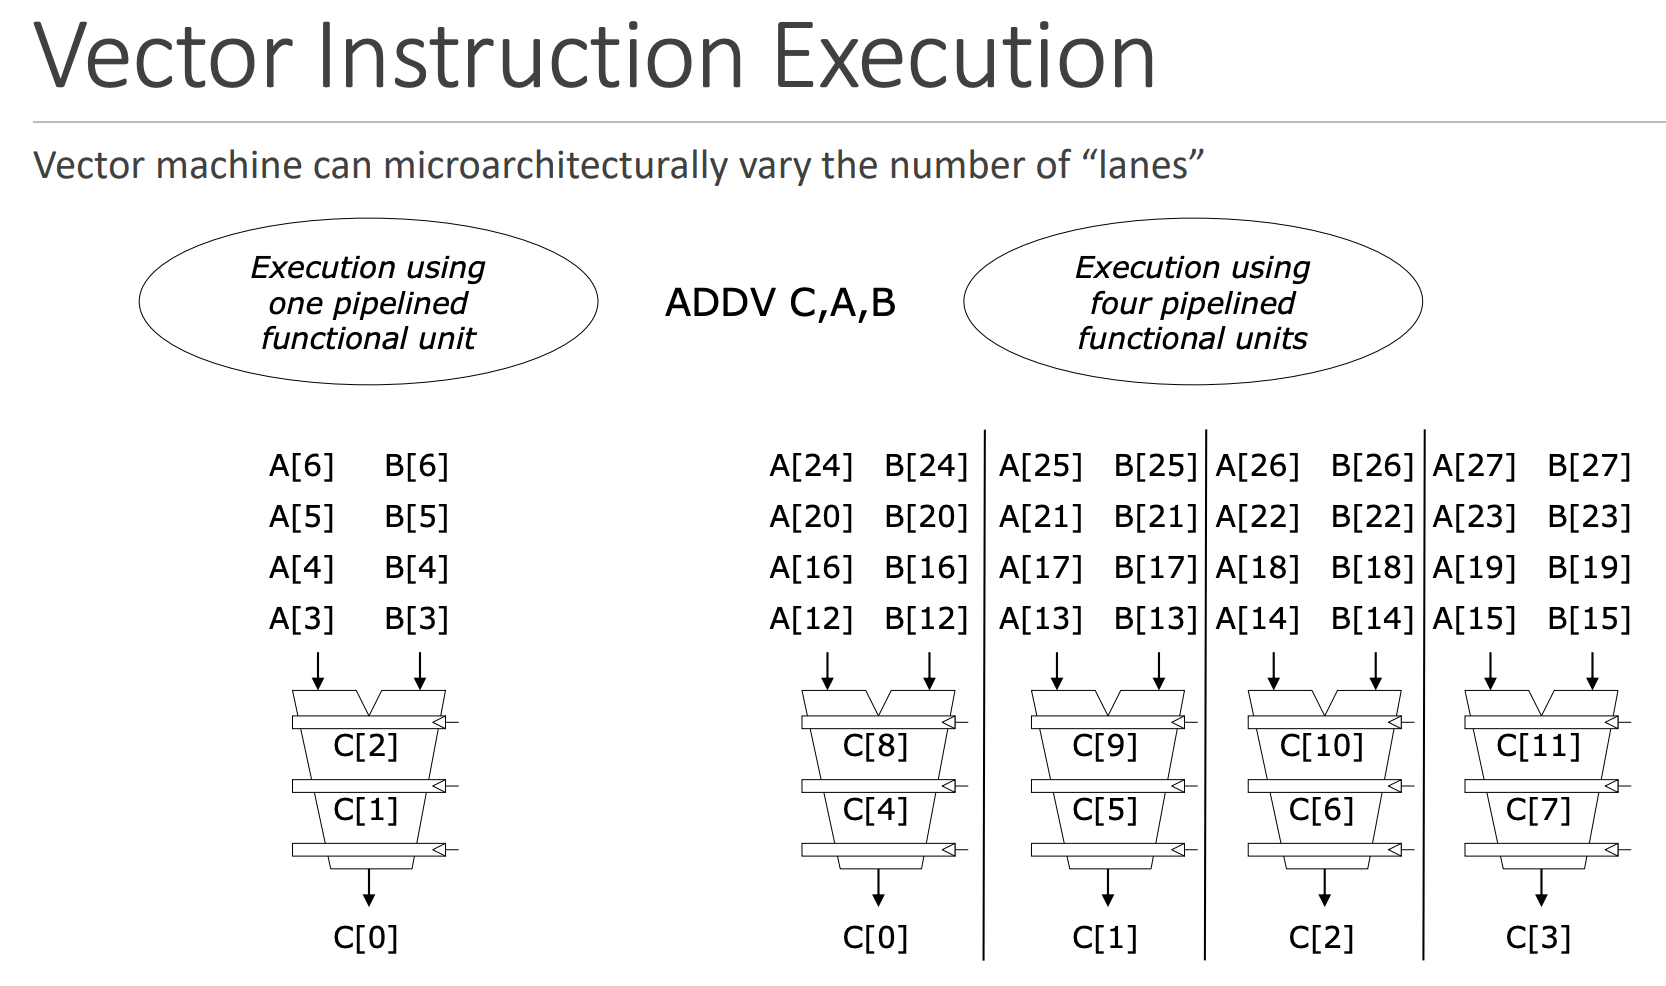 Vector Instruction Execution
Vector machine can microarchitecturally vary the number of “lanes”
Execution using
one pipelined
functional unit
ADDV C,A,B
Execution using
four pipelined
functional units
A[6] B[6]
A[5] B[5]
A[4] B[4]
A[3] B[3]
C[2]
C[1]
C[0]
A[24] B[24] A[25] B[25] A[26] B[26] A[27] B[27]
A[20] B[20] A[21] B[21] A[22] B[22] A[23] B[23]
A[16] B[16] A[17] B[17] A[18] B[18] A[19] B[19]
A[12] B[12] A[13] B[13] A[14] B[14] A[15] B[15]
C[8] C[9] C[10] C[11]
C[4] C[5] C[6] C[7]
C[0] C[1] C[2] C[3]